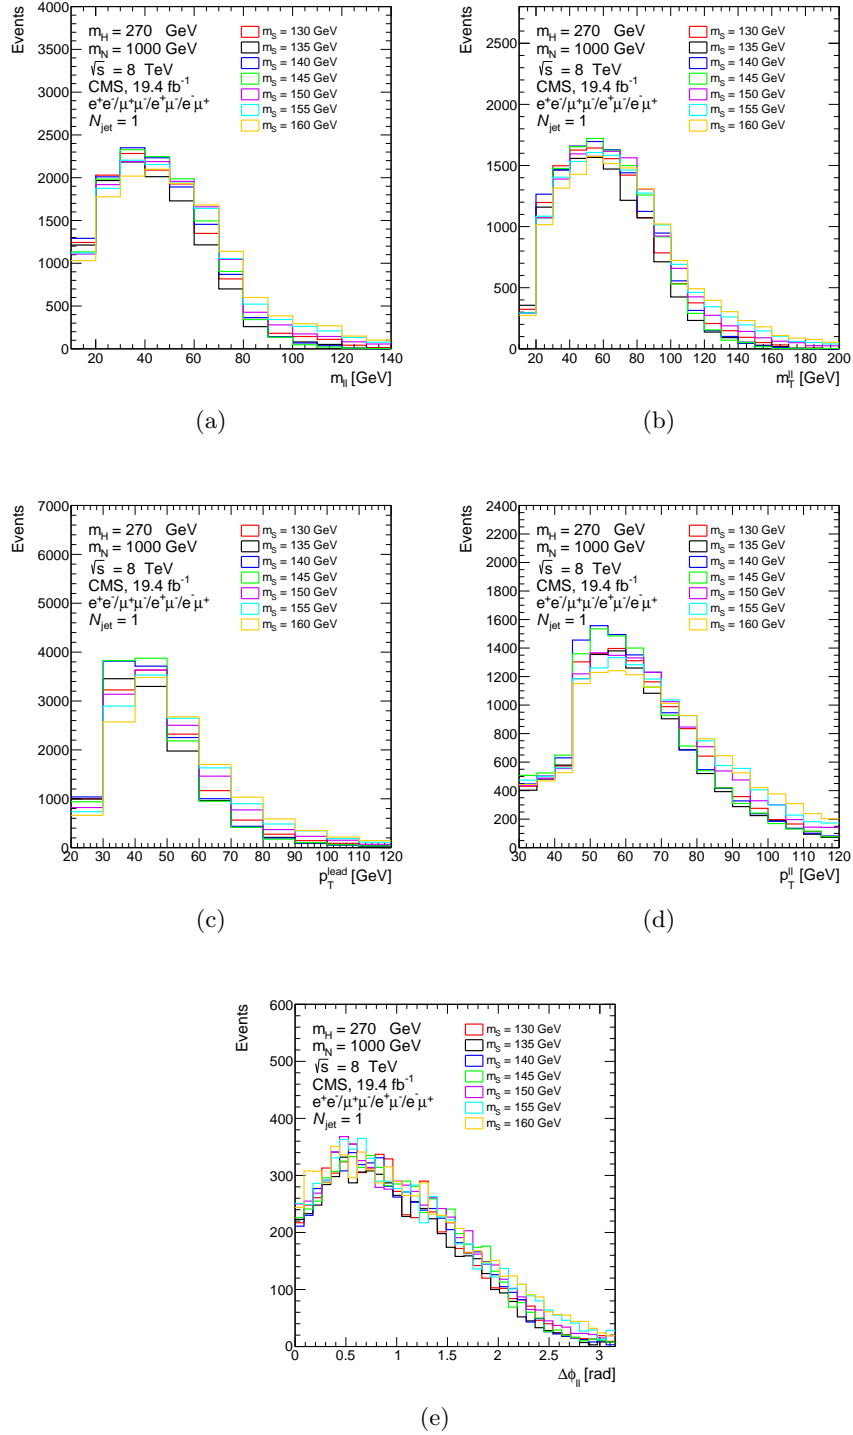 Events
4000
3500
3000
2500
2000
1500
1000
500
0
m_H = 270 GeV
m_N = 1000 GeV
√s = 8 TeV
CMS, 19.4 fb⁻¹
e⁺e⁻/μ⁺μ⁻/e⁺μ⁻/e⁻μ⁺
N_jet = 1
m_S = 130 GeV
m_S = 135 GeV
m_S = 140 GeV
m_S = 145 GeV
m_S = 150 GeV
m_S = 155 GeV
m_S = 160 GeV
20 40 60 80 100 120 140
m_ll [GeV]
(a)
Events
2500
2000
1500
1000
500
0
m_H = 270 GeV
m_N = 1000 GeV
√s = 8 TeV
CMS, 19.4 fb⁻¹
e⁺e⁻/μ⁺μ⁻/e⁺μ⁻/e⁻μ⁺
N_jet = 1
m_S = 130 GeV
m_S = 135 GeV
m_S = 140 GeV
m_S = 145 GeV
m_S = 150 GeV
m_S = 155 GeV
m_S = 160 GeV
20 40 60 80 100 120 140 160 180 200
m_T^ll [GeV]
(b)
Events
7000
6000
5000
4000
3000
2000
1000
0
m_H = 270 GeV
m_N = 1000 GeV
√s = 8 TeV
CMS, 19.4 fb⁻¹
e⁺e⁻/μ⁺μ⁻/e⁺μ⁻/e⁻μ⁺
N_jet = 1
m_S = 130 GeV
m_S = 135 GeV
m_S = 140 GeV
m_S = 145 GeV
m_S = 150 GeV
m_S = 155 GeV
m_S = 160 GeV
20 30 40 50 60 70 80 90 100 110 120
p_T^lead [GeV]
(c)
Events
2400
2200
2000
1800
1600
1400
1200
1000
800
600
400
200
0
m_H = 270 GeV
m_N = 1000 GeV
√s = 8 TeV
CMS, 19.4 fb⁻¹
e⁺e⁻/μ⁺μ⁻/e⁺μ⁻/e⁻μ⁺
N_jet = 1
m_S = 130 GeV
m_S = 135 GeV
m_S = 140 GeV
m_S = 145 GeV
m_S = 150 GeV
m_S = 155 GeV
m_S = 160 GeV
30 40 50 60 70 80 90 100 110 120
p_T^ll [GeV]
(d)
Events
600
500
400
300
200
100
0
m_H = 270 GeV
m_N = 1000 GeV
√s = 8 TeV
CMS, 19.4 fb⁻¹
e⁺e⁻/μ⁺μ⁻/e⁺μ⁻/e⁻μ⁺
N_jet = 1
m_S = 130 GeV
m_S = 135 GeV
m_S = 140 GeV
m_S = 145 GeV
m_S = 150 GeV
m_S = 155 GeV
m_S = 160 GeV
0 0.5 1 1.5 2 2.5 3
Δϕ_ll [rad]
(e)